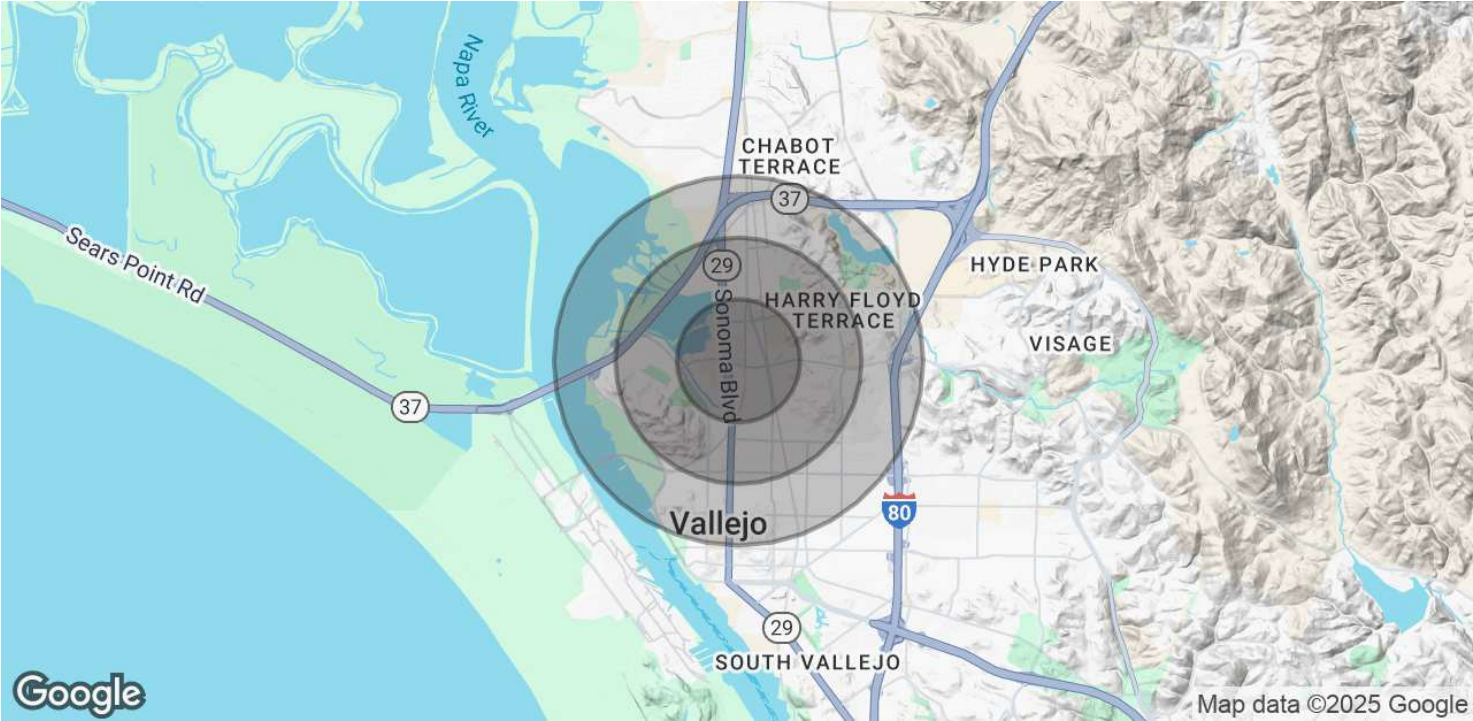 Napa River
CHABOT
TERRACE
37
Sears Point Rd
29
HYDE PARK
Sonoma Blvd
HARRY FLOYD
TERRACE
VISAGE
37
80
Vallejo
29
SOUTH VALLEJO
Google
Map data ©2025 Google